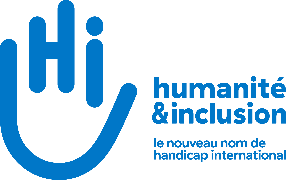 Hi
humanité
&inclusion
le nouveau nom de
handicap international